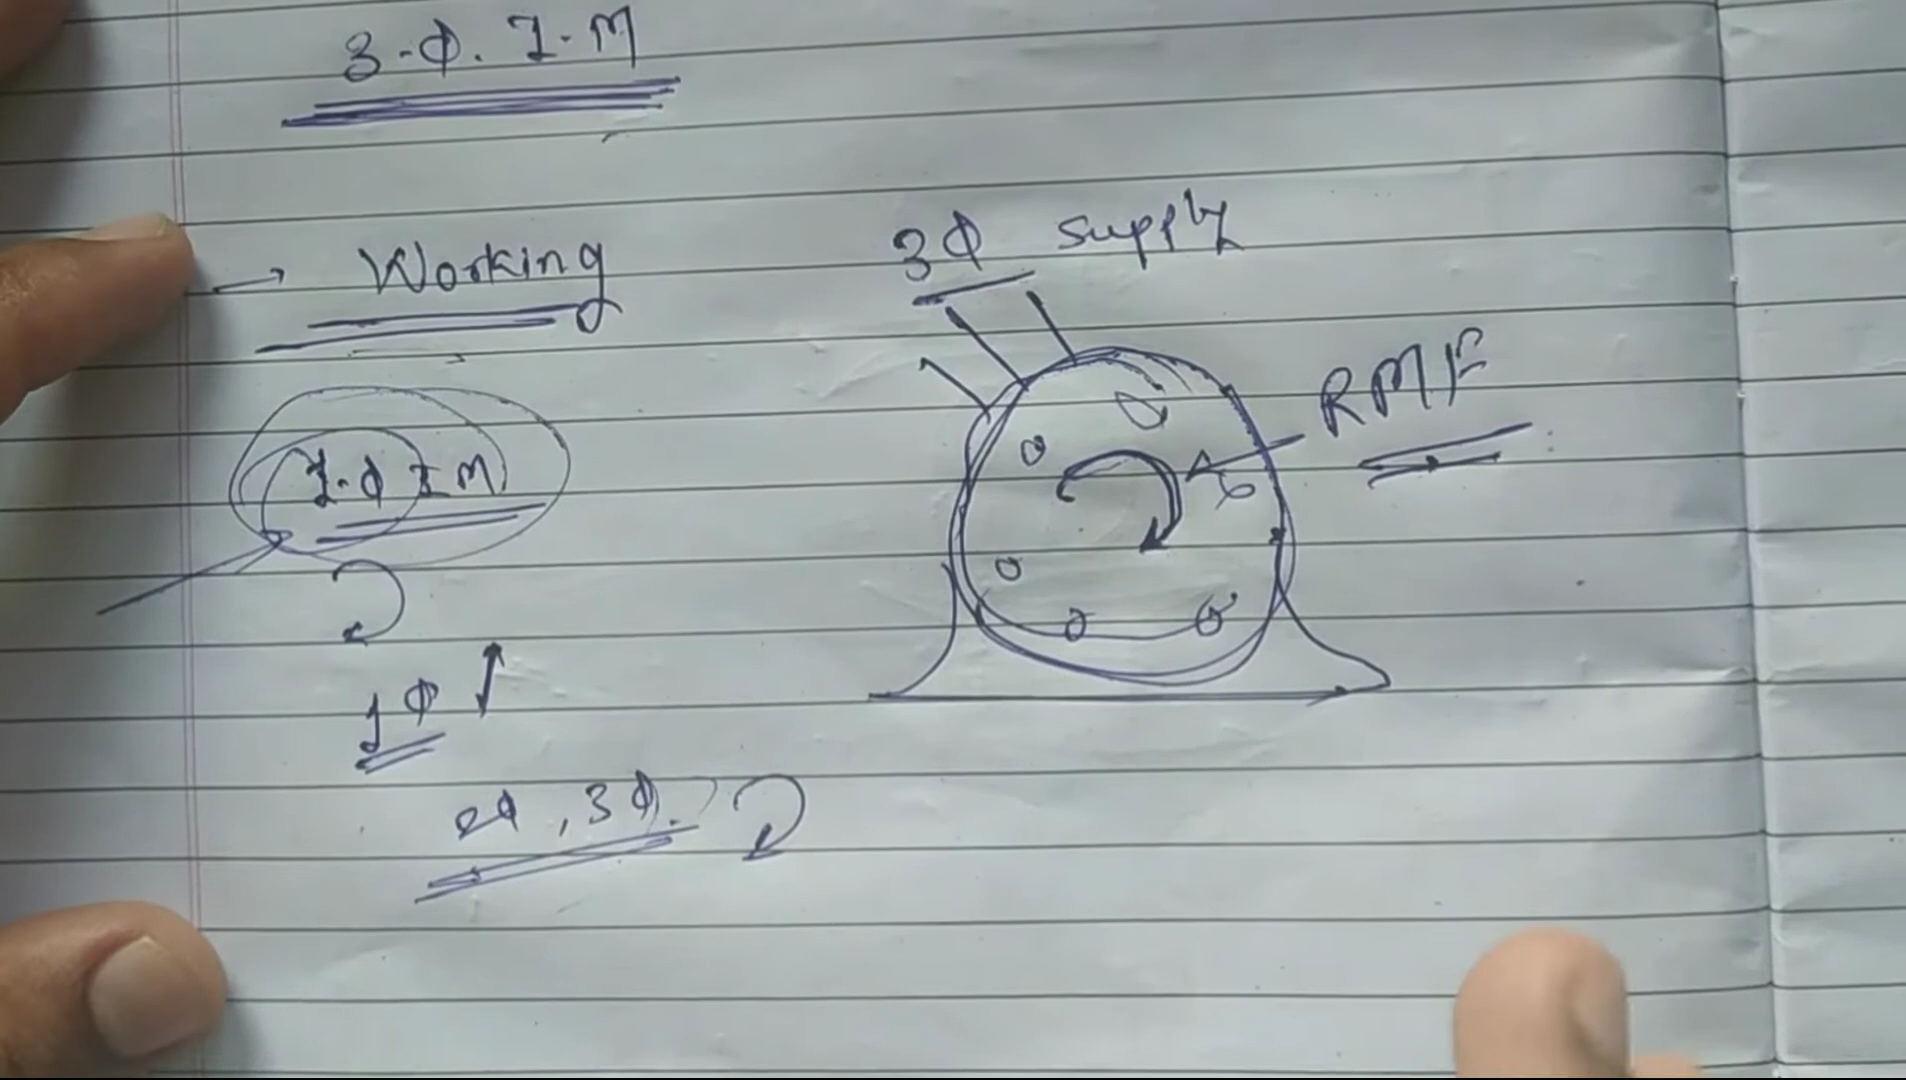 3-Φ. I-M
→ Working
3Φ supply
RMF
1-Φ I M
1Φ
2Φ, 3Φ.